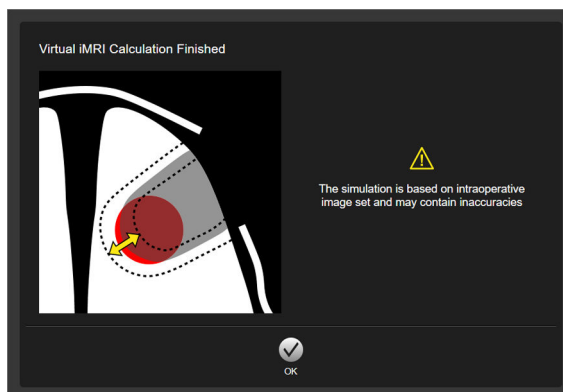 Virtual iMRI Calculation Finished
The simulation is based on intraoperative
image set and may contain inaccuracies
OK